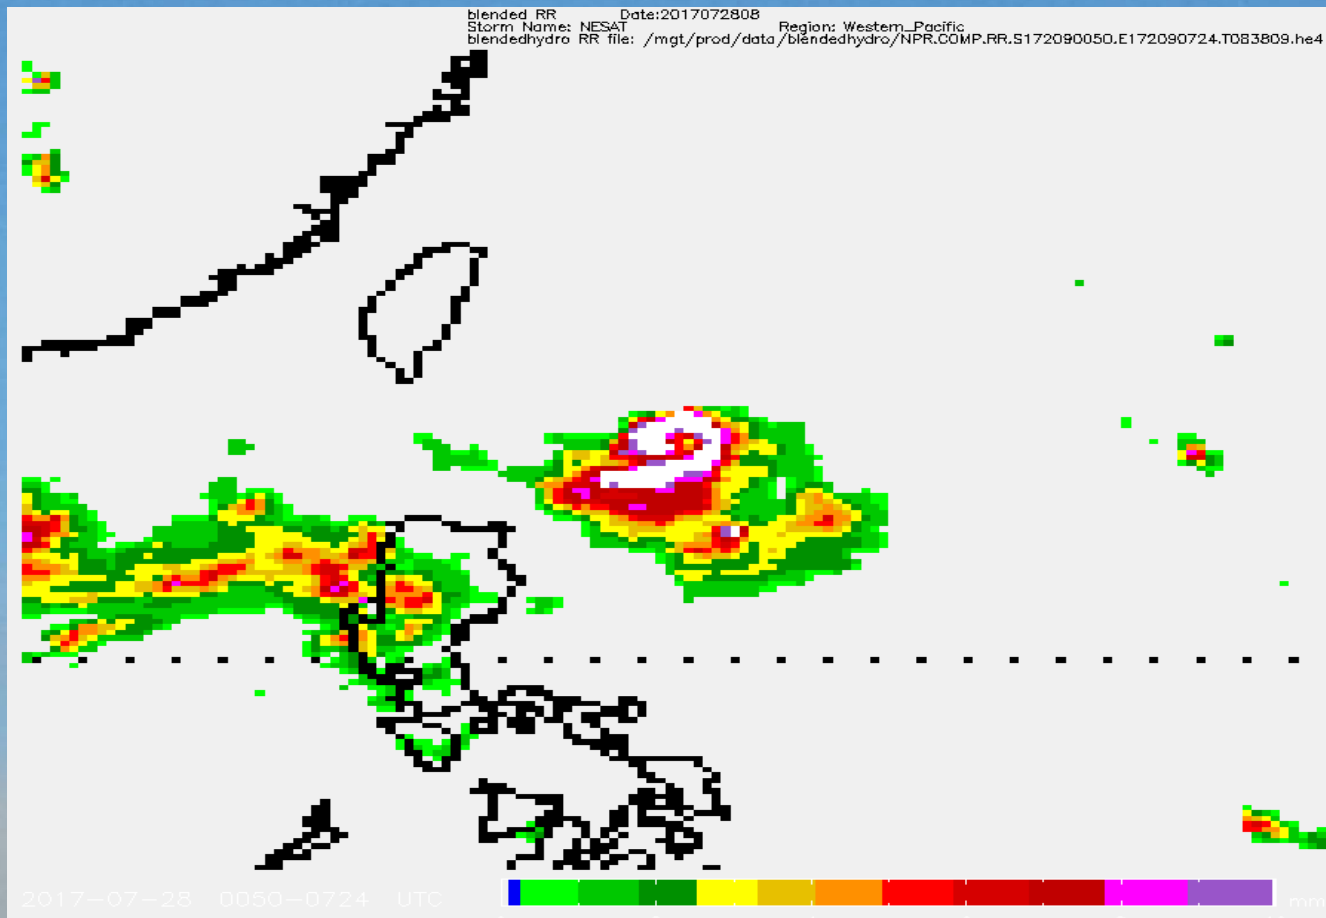 blended RR Date:2017072808
Storm Name: NESAT Region: Western_Pacific
blendedhydro RR file: /mgt/prod/data/blendedhydro/NPR.COMP.RR.S172090050.E172090724.T083809.he4
2017-07-28 0050-0724 UTC